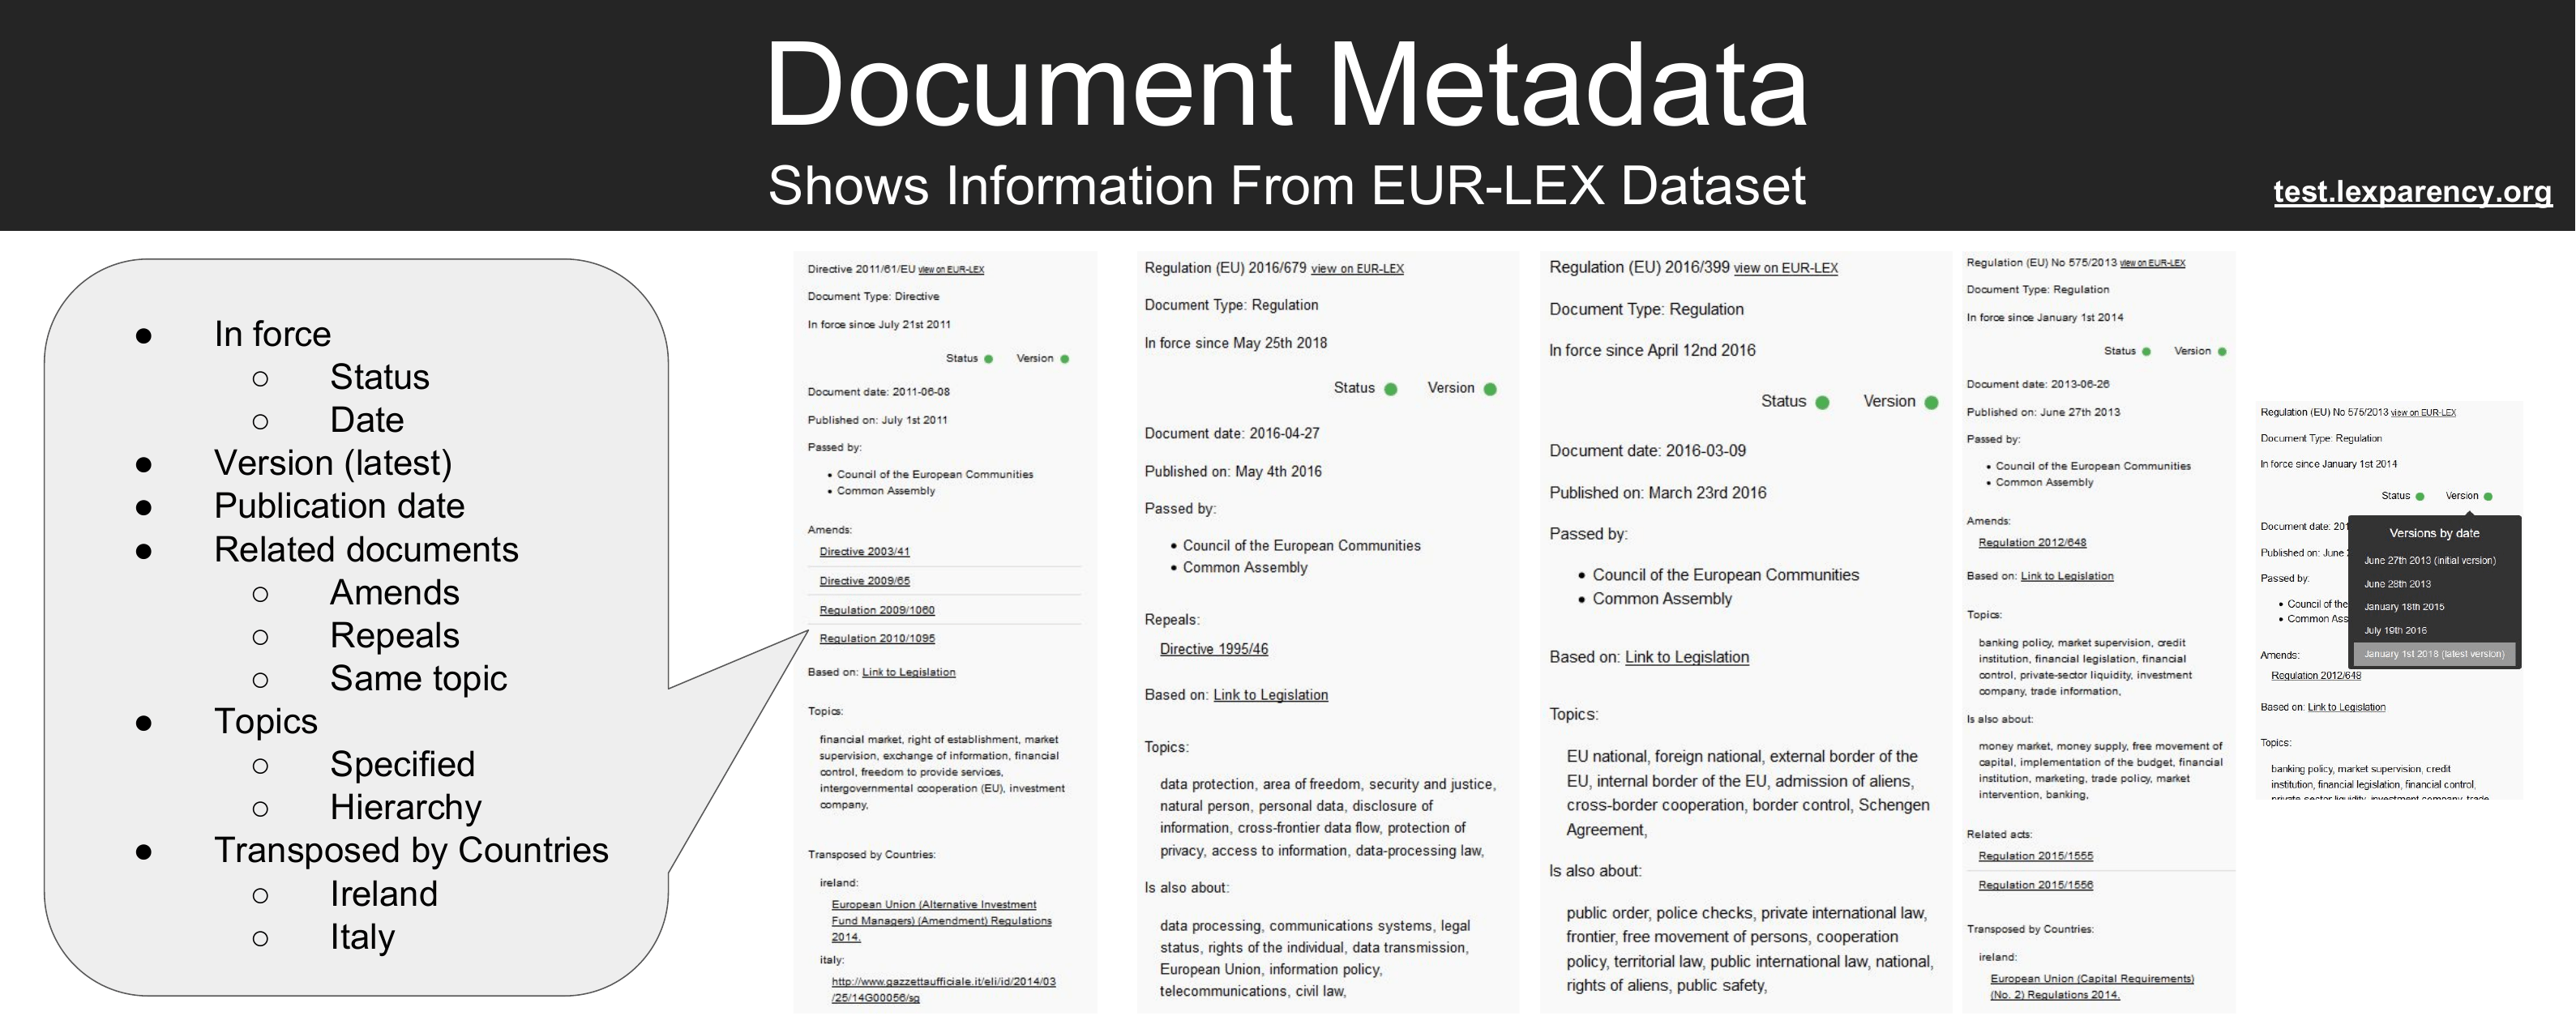 Document Metadata
Shows Information From EUR-LEX Dataset
test.lexparency.org
● In force
○ Status
○ Date
● Version (latest)
● Publication date
● Related documents
○ Amends
○ Repeals
○ Same topic
● Topics
○ Specified
○ Hierarchy
● Transposed by Countries
○ Ireland
○ Italy
Directive 2011/61/EU view on EUR-LEX
Document Type: Directive
In force since July 21st 2011
Status Version
Document date: 2011-06-08
Published on: July 1st 2011
Passed by:
• Council of the European Communities
• Common Assembly
Amends:
Directive 2003/41
Directive 2009/65
Regulation 2009/1060
Regulation 2010/1095
Based on: Link to Legislation
Topics:
financial market, right of establishment, market
supervision, exchange of information, financial
control, freedom to provide services,
intergovernmental cooperation (EU), investment
company,
Transposed by Countries:
ireland:
European Union (Alternative Investment
Fund Managers) (Amendment) Regulations
2014.
italy:
http://www.gazzettaufficiale.it/eli/id/2014/03
/25/14G00056/sg
Regulation (EU) 2016/679 view on EUR-LEX
Document Type: Regulation
In force since May 25th 2018
Status Version
Document date: 2016-04-27
Published on: May 4th 2016
Passed by:
• Council of the European Communities
• Common Assembly
Repeals:
Directive 1995/46
Based on: Link to Legislation
Topics:
data protection, area of freedom, security and justice,
natural person, personal data, disclosure of
information, cross-frontier data flow, protection of
privacy, access to information, data-processing law,
Is also about:
data processing, communications systems, legal
status, rights of the individual, data transmission,
European Union, information policy,
telecommunications, civil law,
Regulation (EU) 2016/399 view on EUR-LEX
Document Type: Regulation
In force since April 12nd 2016
Status Version
Document date: 2016-03-09
Published on: March 23rd 2016
Passed by:
• Council of the European Communities
• Common Assembly
Based on: Link to Legislation
Topics:
EU national, foreign national, external border of the
EU, internal border of the EU, admission of aliens,
cross-border cooperation, border control, Schengen
Agreement,
Is also about:
public order, police checks, private international law,
frontier, free movement of persons, cooperation
policy, territorial law, public international law, national,
rights of aliens, public safety,
Regulation (EU) No 575/2013 view on EUR-LEX
Document Type: Regulation
In force since January 1st 2014
Status Version
Document date: 2013-06-26
Published on: June 27th 2013
Passed by:
• Council of the European Communities
• Common Assembly
Amends:
Regulation 2012/648
Based on: Link to Legislation
Topics:
banking policy, market supervision, credit
institution, financial legislation, financial
control, private-sector liquidity, investment
company, trade information,
Is also about:
money market, money supply, free movement of
capital, implementation of the budget, financial
institution, marketing, trade policy, market
intervention, banking,
Related acts:
Regulation 2015/1555
Regulation 2015/1556
Transposed by Countries:
ireland:
European Union (Capital Requirements)
(No. 2) Regulations 2014.
Regulation (EU) No 575/2013 view on EUR-LEX
Document Type: Regulation
In force since January 1st 2014
Status Version
Document date: 201
Published on: June
Passed by:
• Council of the
• Common Ass
Versions by date
June 27th 2013 (initial version)
June 28th 2013
January 18th 2015
July 19th 2016
January 1st 2018 (latest version)
Amends:
Regulation 2012/648
Based on: Link to Legislation
Topics:
banking policy, market supervision, credit
institution, financial legislation, financial control,
private-sector liquidity, investment company, trade